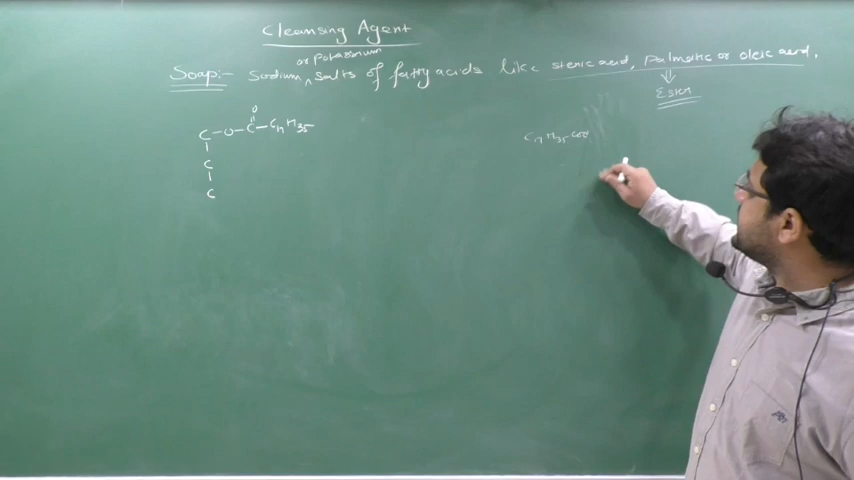 Cleansing Agent
or potassium
Soap:- Sodium ‸ salts of fatty acids like steric acid, palmitic or oleic acid.
⇓
Ester
O
C-O-C-C17H35
C17H35COO
C
C